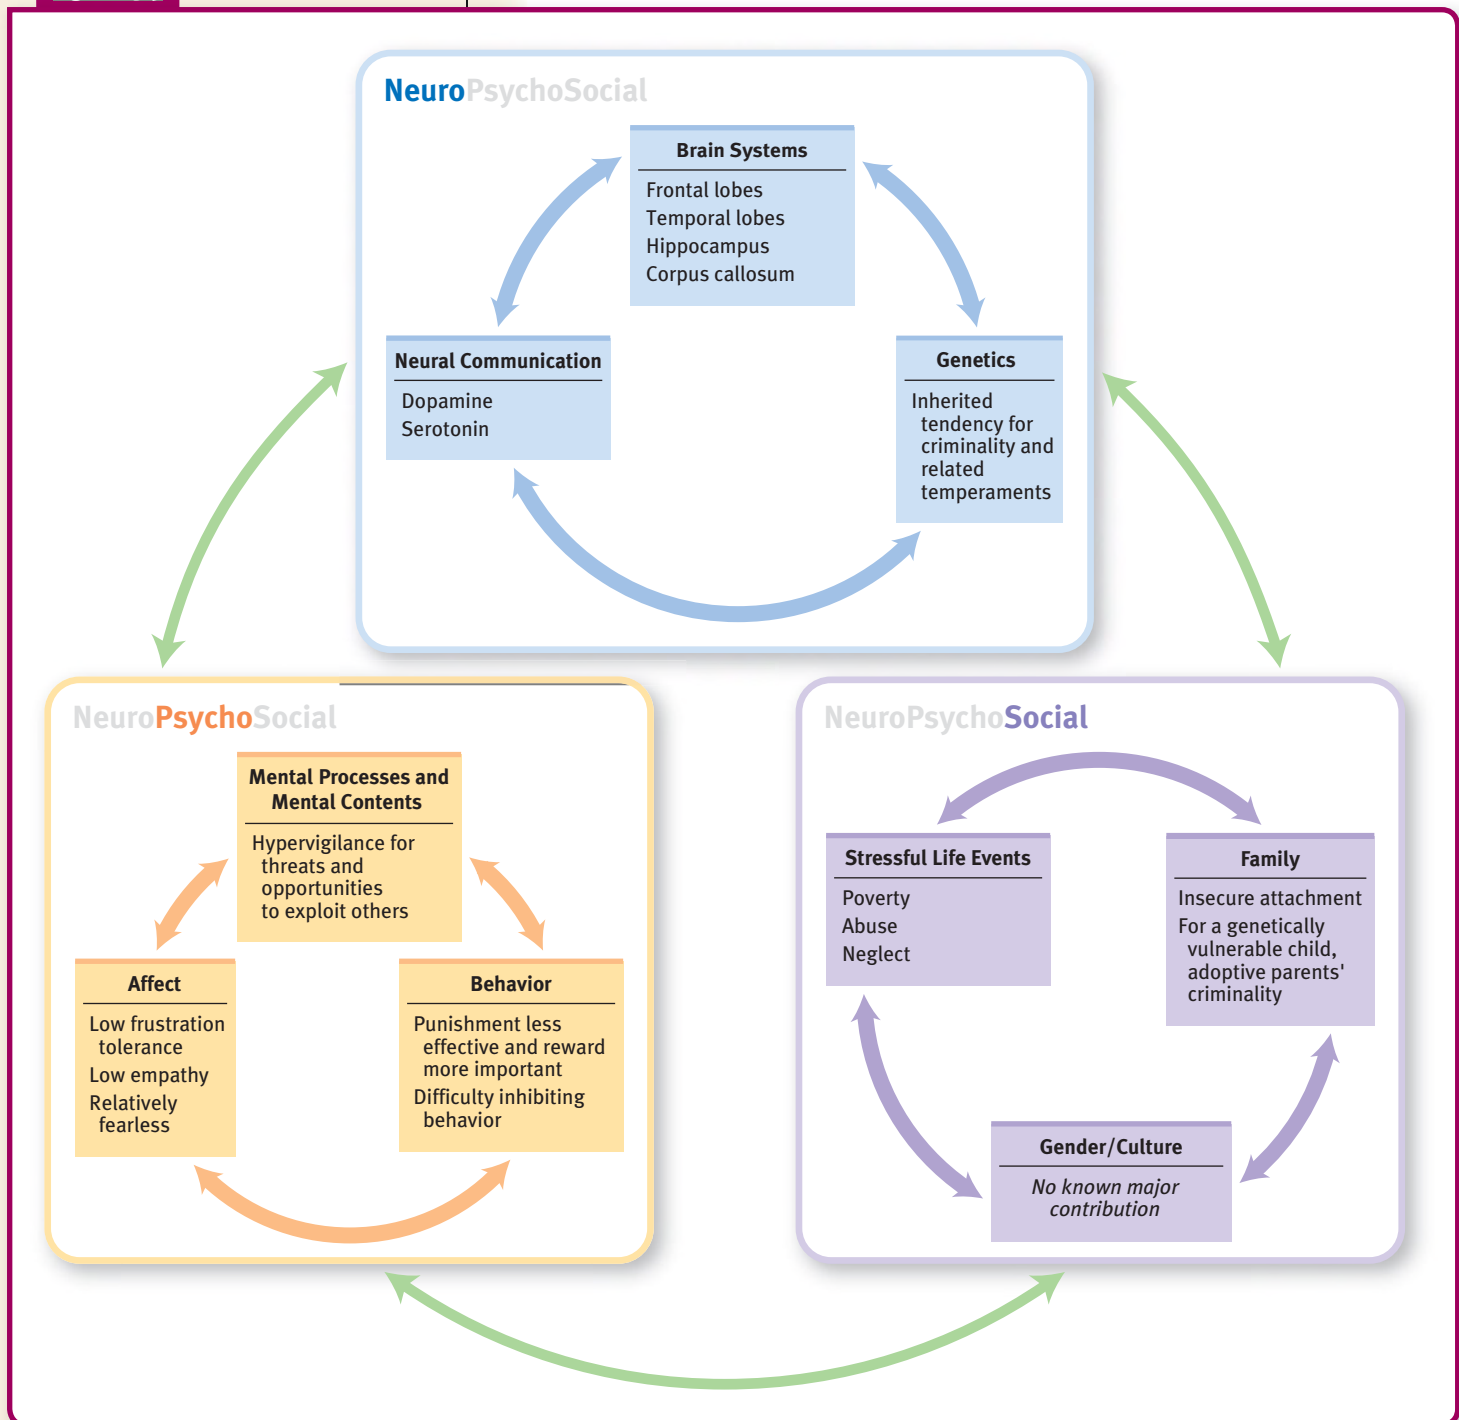 NeuroPsychoSocial
Brain Systems
Frontal lobes
Temporal lobes
Hippocampus
Corpus callosum
Neural Communication
Dopamine
Serotonin
Genetics
Inherited
tendency for
criminality and
related
temperaments
NeuroPsychoSocial
Mental Processes and
Mental Contents
Hypervigilance for
threats and
opportunities
to exploit others
Affect
Low frustration
tolerance
Low empathy
Relatively
fearless
Behavior
Punishment less
effective and reward
more important
Difficulty inhibiting
behavior
NeuroPsychoSocial
Stressful Life Events
Poverty
Abuse
Neglect
Family
Insecure attachment
For a genetically
vulnerable child,
adoptive parents'
criminality
Gender/Culture
No known major
contribution